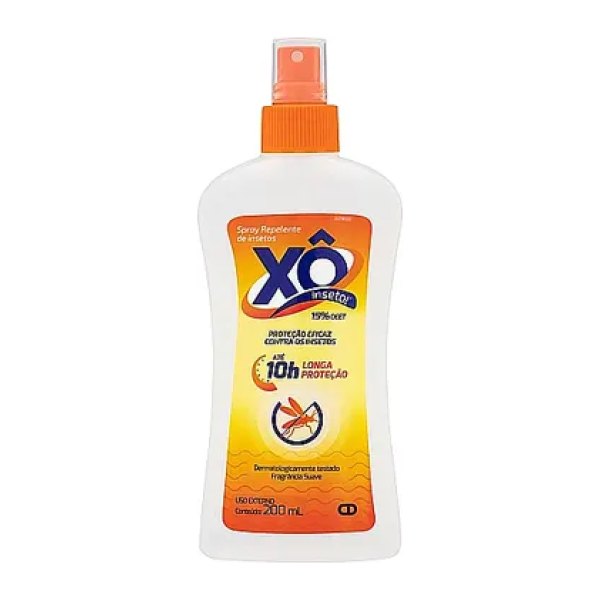 Spray Repelente
de insetos
XÔ
inseto!
15% DEET
PROTEÇÃO EFICAZ
CONTRA OS INSETOS
ATÉ
10h LONGA
PROTEÇÃO
Dermatologicamente testado
Fragrância Suave
USO EXTERNO
Conteúdo: 200 mL